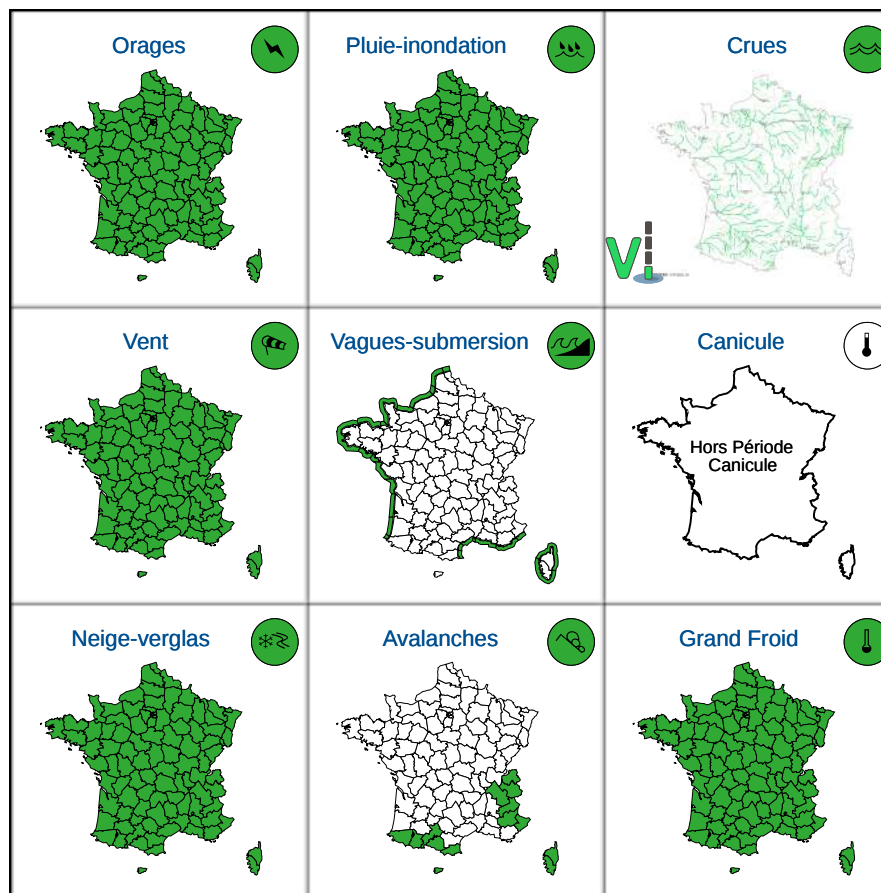 Orages
Pluie-inondation
Crues
Vent
Vagues-submersion
Canicule
Hors Période
Canicule
Neige-verglas
Avalanches
Grand Froid